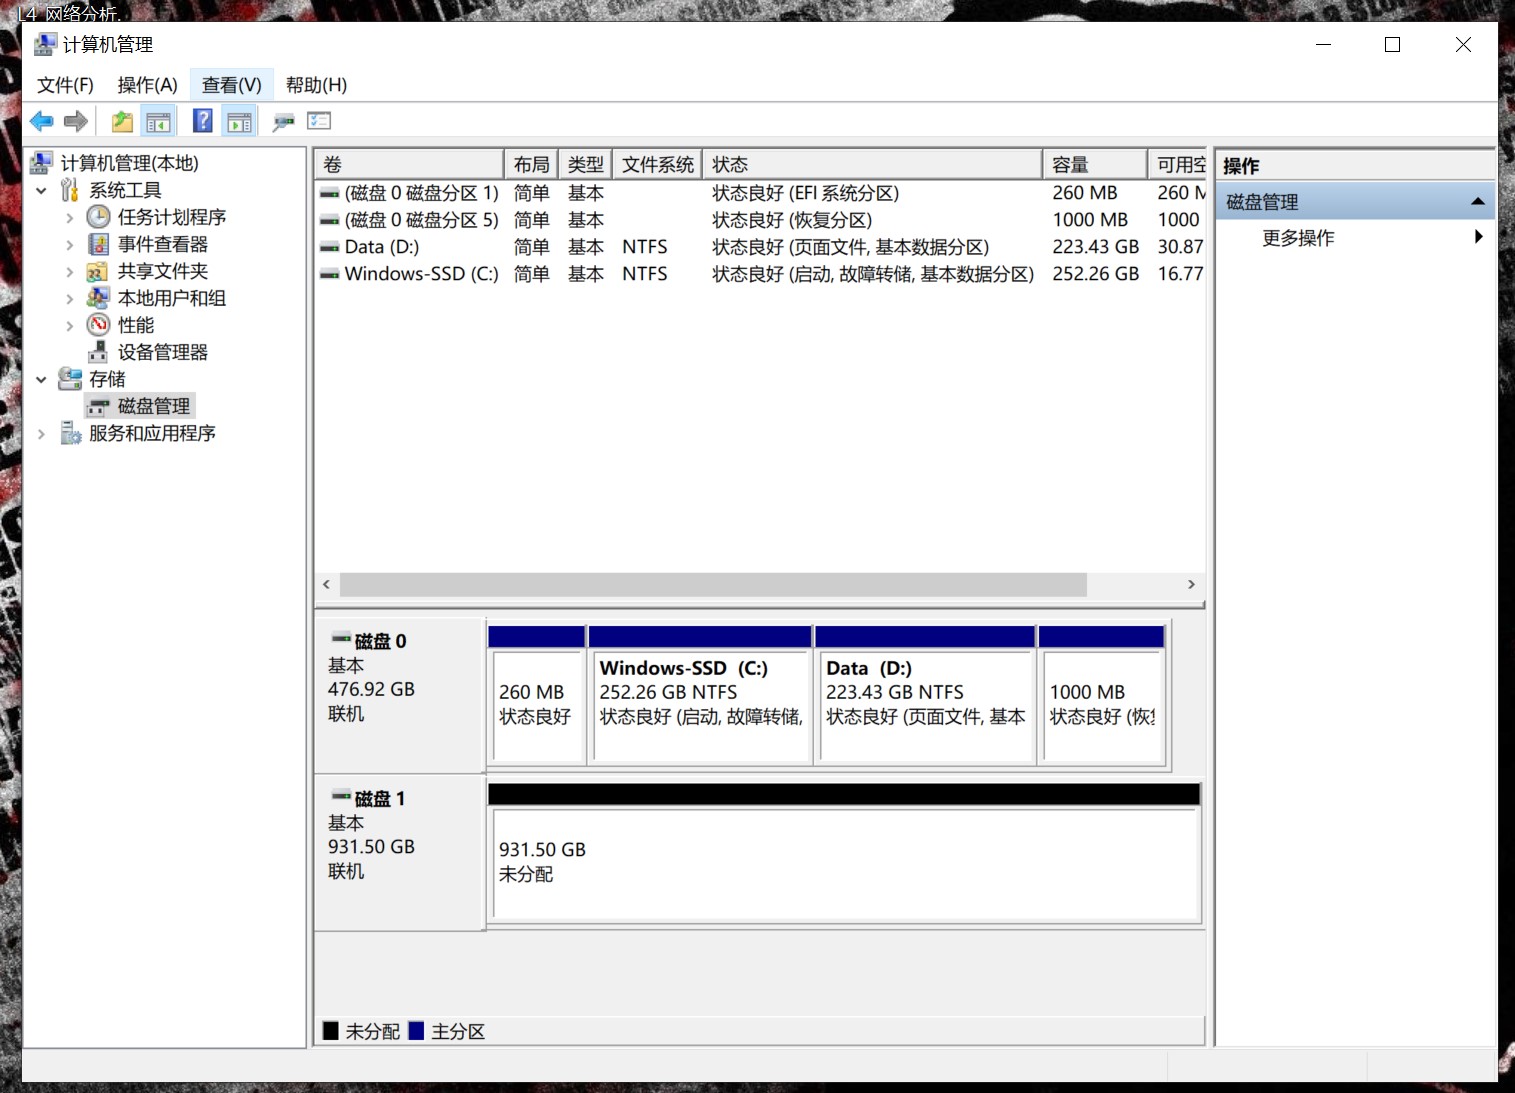 L4_网络分析.
计算机管理
文件(F) 操作(A) 查看(V) 帮助(H)
计算机管理(本地)
系统工具
任务计划程序
事件查看器
共享文件夹
本地用户和组
性能
设备管理器
存储
磁盘管理
服务和应用程序
卷 布局 类型 文件系统 状态 容量 可用空
(磁盘 0 磁盘分区 1) 简单 基本 状态良好 (EFI 系统分区) 260 MB 260 M
(磁盘 0 磁盘分区 5) 简单 基本 状态良好 (恢复分区) 1000 MB 1000
Data (D:) 简单 基本 NTFS 状态良好 (页面文件, 基本数据分区) 223.43 GB 30.87
Windows-SSD (C:) 简单 基本 NTFS 状态良好 (启动, 故障转储, 基本数据分区) 252.26 GB 16.77
磁盘 0
基本
476.92 GB
联机
260 MB
状态良好
Windows-SSD (C:)
252.26 GB NTFS
状态良好 (启动, 故障转储,
Data (D:)
223.43 GB NTFS
状态良好 (页面文件, 基本
1000 MB
状态良好 (恢
磁盘 1
基本
931.50 GB
联机
931.50 GB
未分配
未分配 主分区
操作
磁盘管理
更多操作